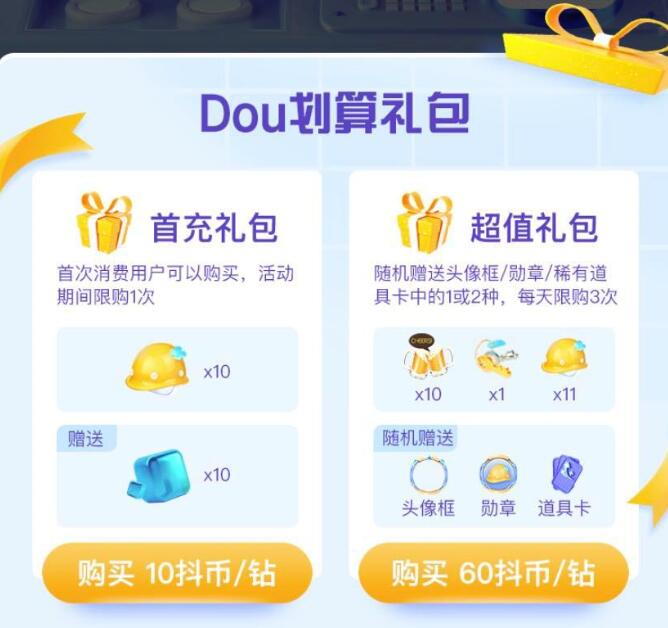 Dou划算礼包
首充礼包
首次消费用户可以购买，活动
期间限购1次
x10
赠送
x10
购买 10抖币/钻
超值礼包
随机赠送头像框/勋章/稀有道
具卡中的1或2种，每天限购3次
CHEERS!
x10
x1
x11
随机赠送
头像框
勋章
道具卡
购买 60抖币/钻